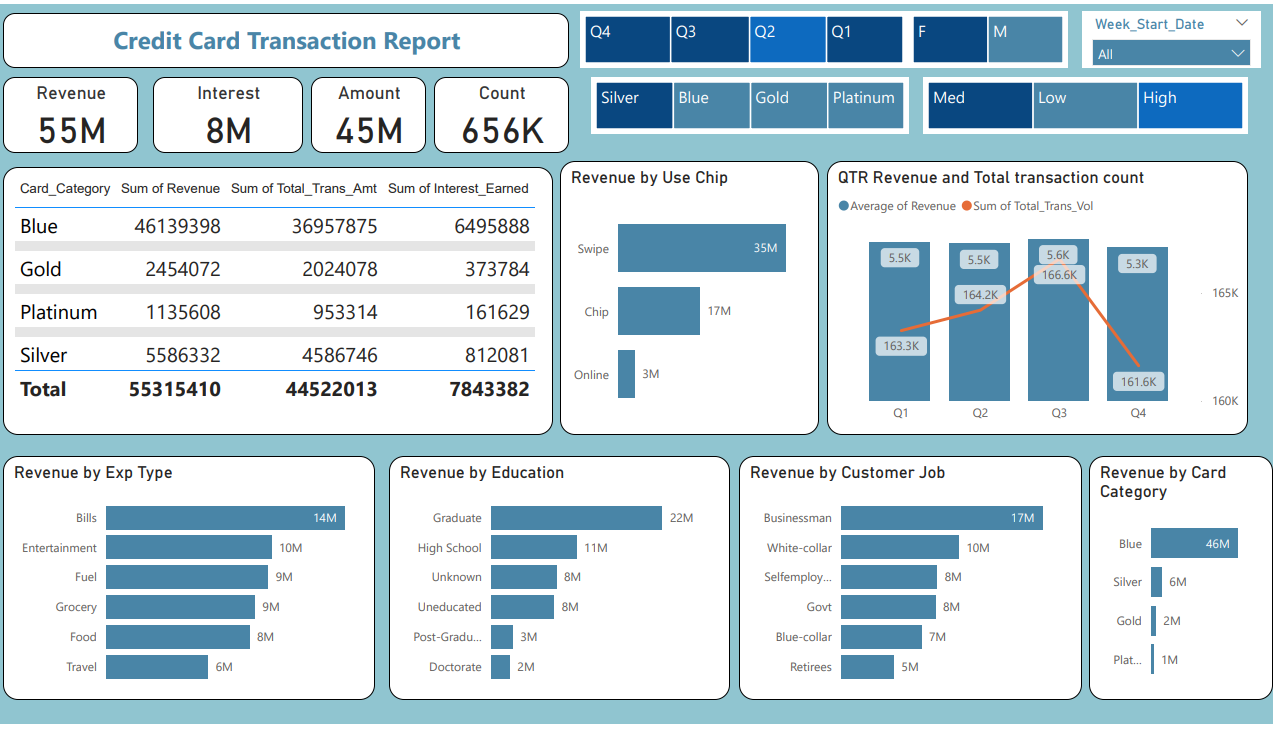 Credit Card Transaction Report
Q4 Q3 Q2 Q1
F M
Week_Start_Date
All
Revenue
55M
Interest
8M
Amount
45M
Count
656K
Silver Blue Gold Platinum
Med Low High
Card_Category Sum of Revenue Sum of Total_Trans_Amt Sum of Interest_Earned
Blue 46139398 36957875 6495888
Gold 2454072 2024078 373784
Platinum 1135608 953314 161629
Silver 5586332 4586746 812081
Total 55315410 44522013 7843382
Revenue by Use Chip
Swipe 35M
Chip 17M
Online 3M
QTR Revenue and Total transaction count
Average of Revenue Sum of Total_Trans_Vol
5.5K 5.5K 5.6K 5.3K
163.3K 164.2K 166.6K 161.6K
165K
160K
Q1 Q2 Q3 Q4
Revenue by Exp Type
Bills 14M
Entertainment 10M
Fuel 9M
Grocery 9M
Food 8M
Travel 6M
Revenue by Education
Graduate 22M
High School 11M
Unknown 8M
Uneducated 8M
Post-Gradu... 3M
Doctorate 2M
Revenue by Customer Job
Businessman 17M
White-collar 10M
Selfemploy... 8M
Govt 8M
Blue-collar 7M
Retirees 5M
Revenue by Card
Category
Blue 46M
Silver 6M
Gold 2M
Plat... 1M